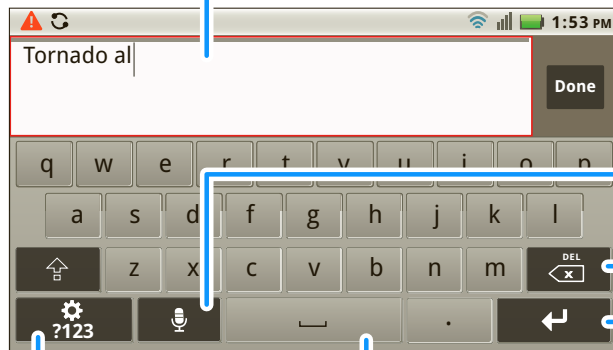 1:53 PM
Tornado al
Done
q w e r t y u i o p
a s d f g h j k l
DEL
z x c v b n m
?123 .